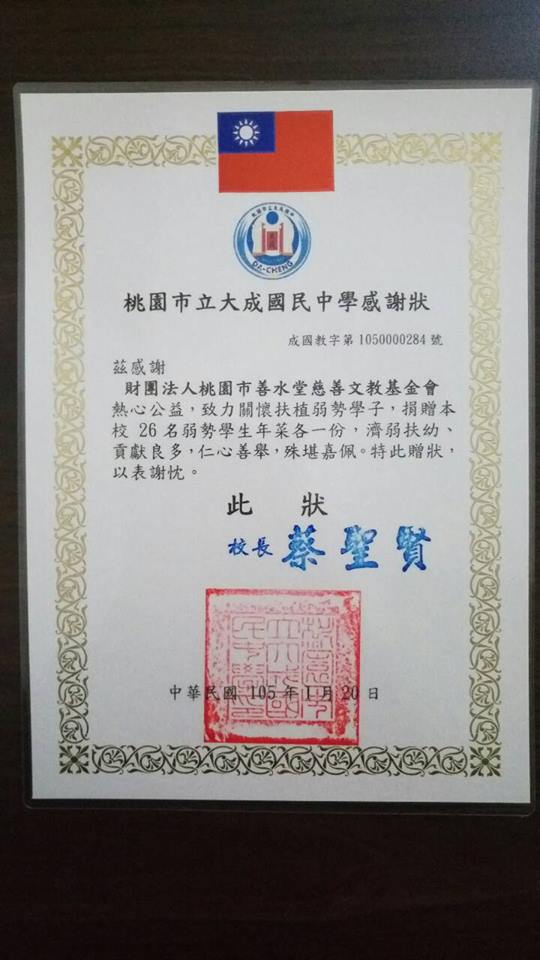 DA-CHENG
桃園市立大成國民中學感謝狀
成國教字第 1050000284 號
茲感謝
財團法人桃園市善水堂慈善文教基金會
熱心公益，致力關懷扶植弱勢學子，捐贈本
校 26 名弱勢學生年菜各一份，濟弱扶幼、
貢獻良多，仁心善舉，殊堪嘉佩。特此贈狀，
以表謝忱。
此 狀
校長 蔡聖賢
中華民國 105 年 1 月 20 日